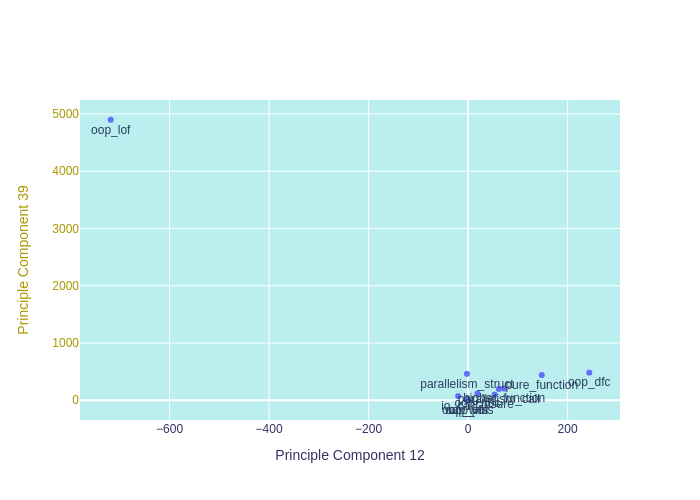 5000
oop_lof
4000
3000
2000
1000
0
parallelism_struct
pure_function
oop_dfc
−600
−400
−200
0
200
Principle Component 12
Principle Component 39